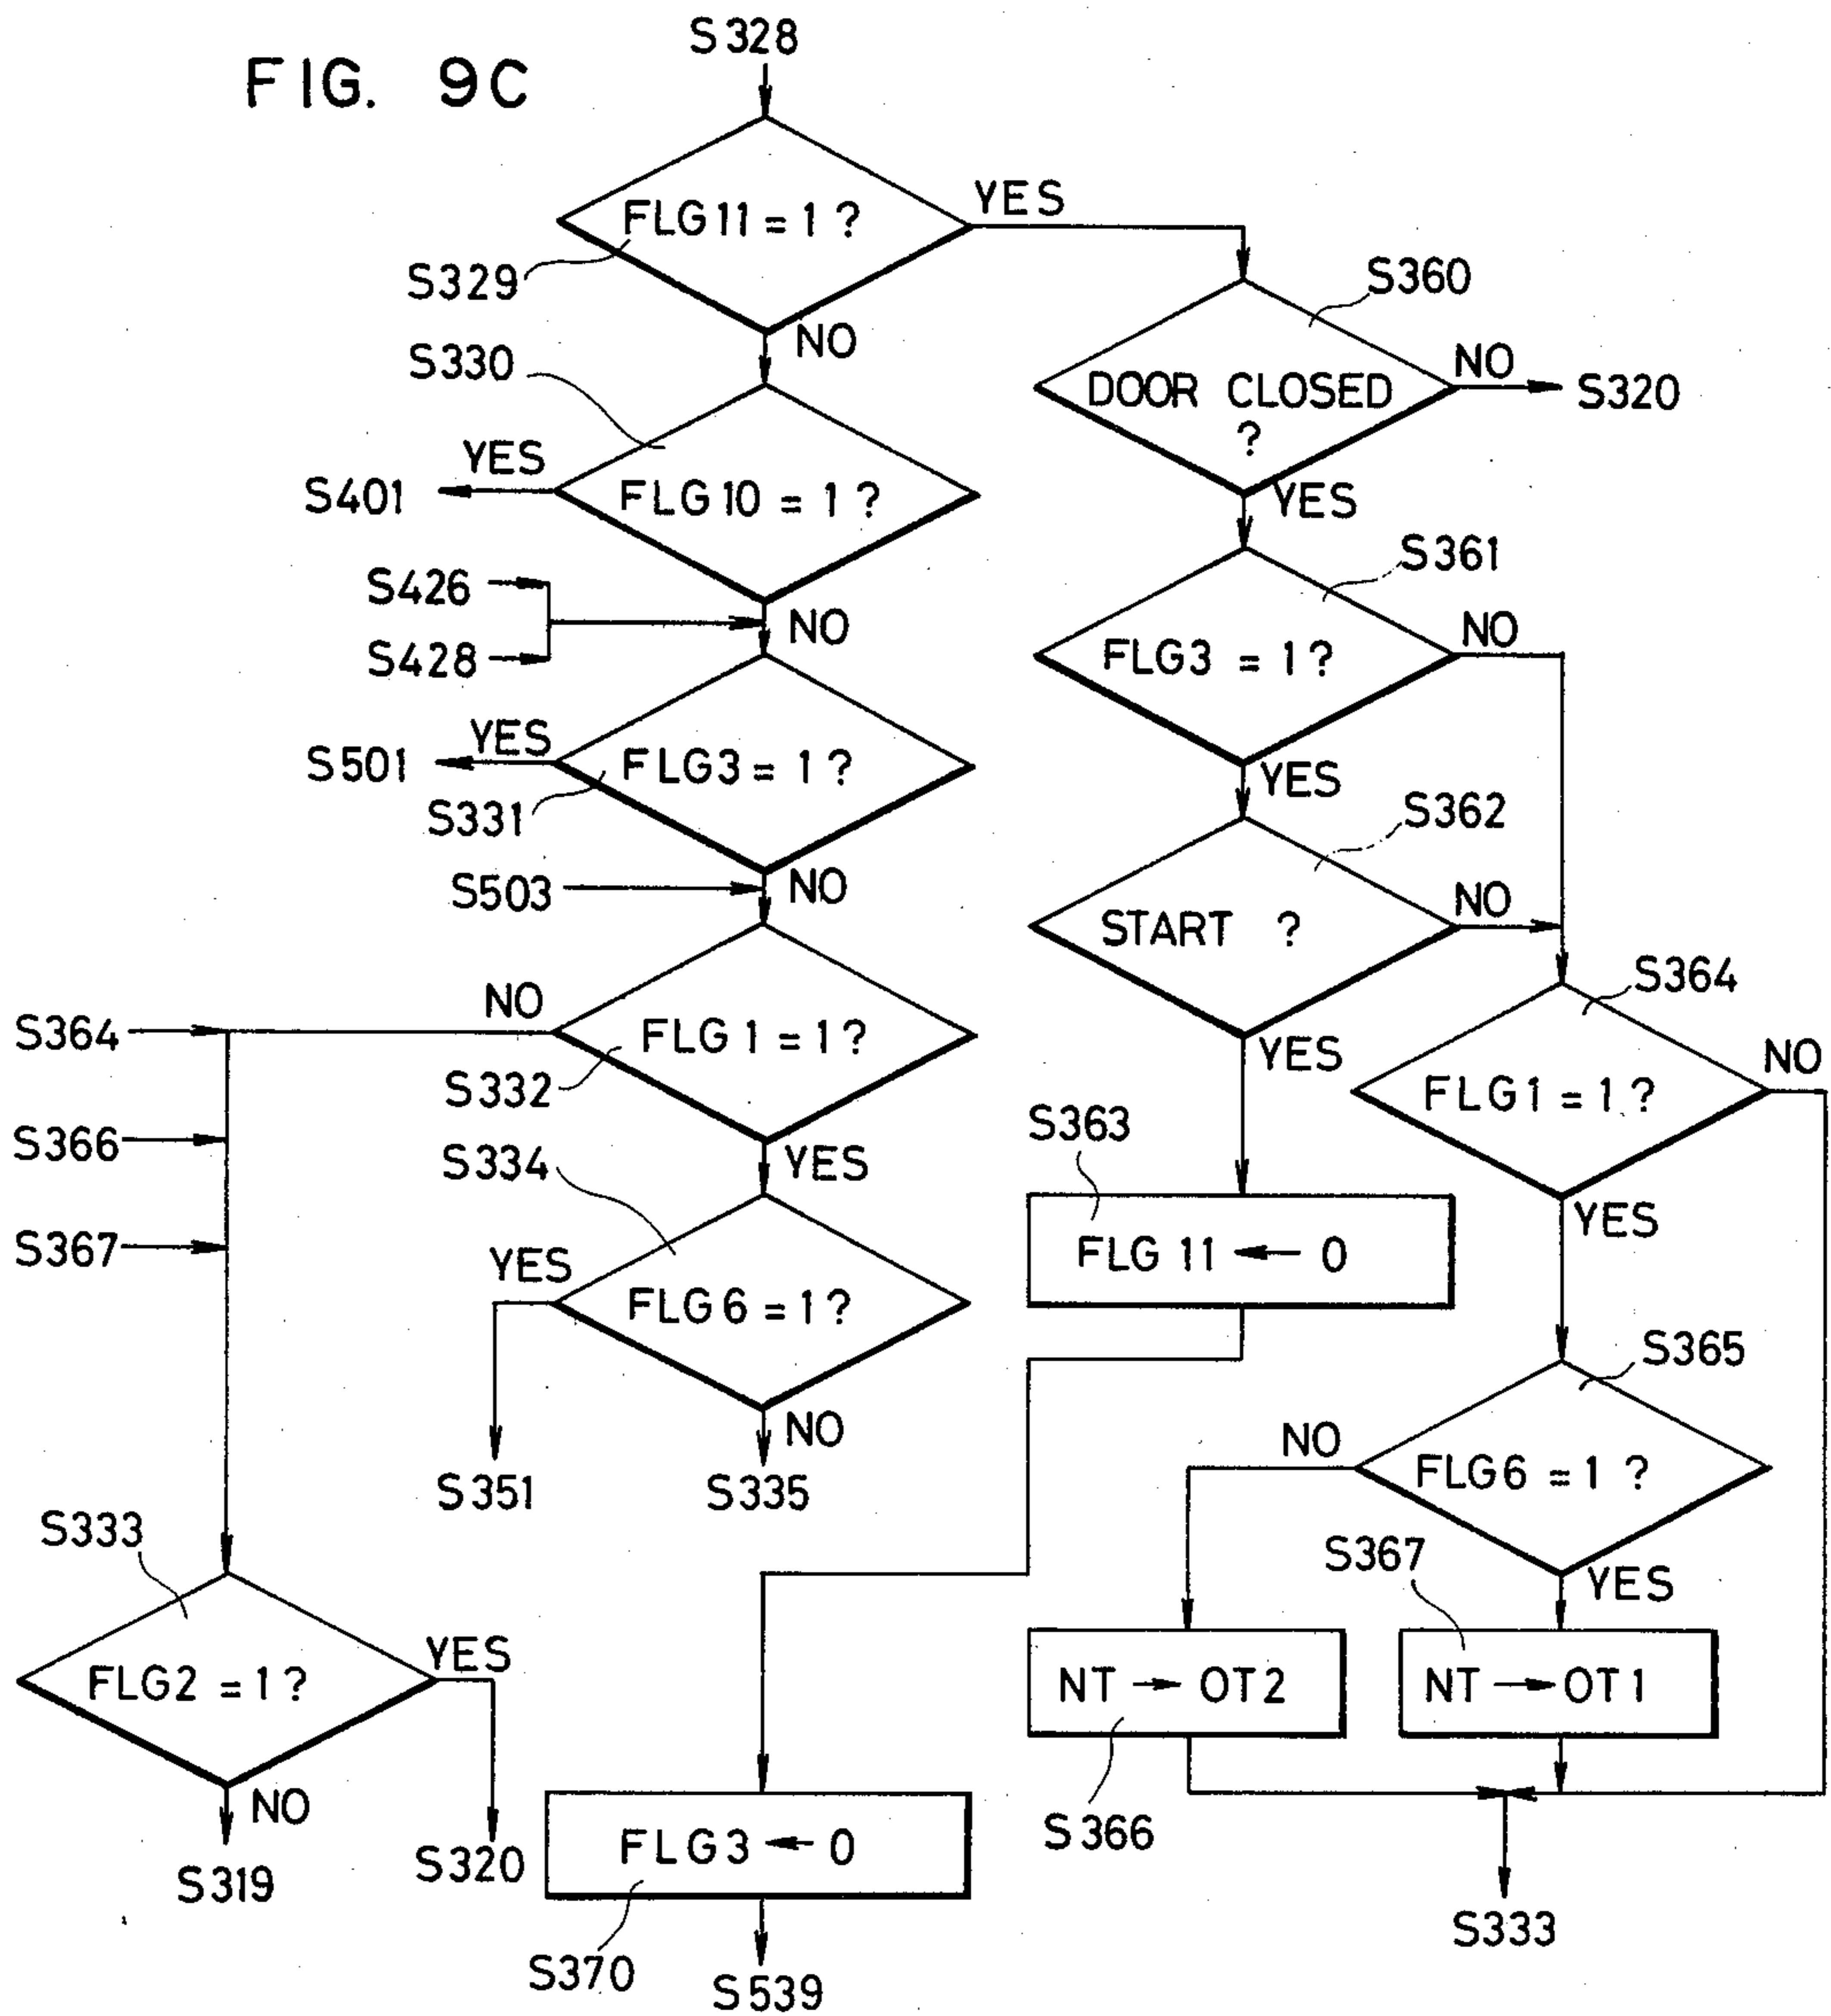 FIG. 9C
S328
FLG11 = 1 ?
YES
S329
NO
S360
DOOR CLOSED
?
NO
S320
YES
S330
FLG10 = 1 ?
YES
S401
NO
S426
S428
S361
FLG3 = 1 ?
NO
YES
FLG3 = 1 ?
YES
S501
S331
NO
S503
S362
START ?
NO
YES
S364
FLG1 = 1 ?
NO
YES
NO
S364
FLG1 = 1 ?
S332
YES
S366
S367
S334
FLG6 = 1 ?
YES
NO
S351
S335
S363
FLG 11 ← 0
S365
FLG6 = 1 ?
NO
YES
S367
NT → OT2
NT → OT1
S366
S333
S333
FLG2 = 1 ?
YES
NO
S319
S320
FLG3 ← 0
S370
S539